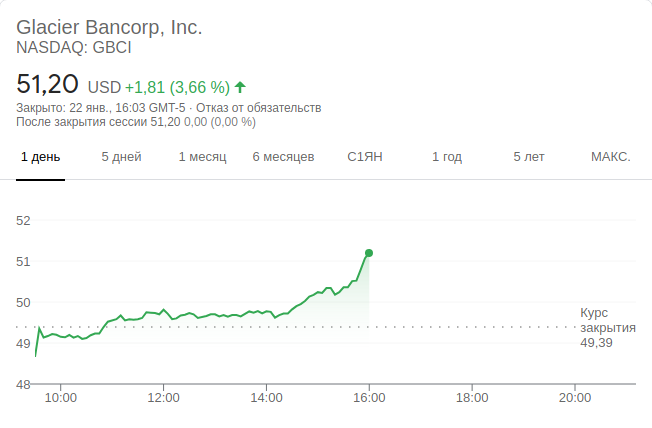 Glacier Bancorp, Inc.
NASDAQ: GBCI
51,20 USD +1,81 (3,66 %)
Закрыто: 22 янв., 16:03 GMT-5 · Отказ от обязательств
После закрытия сессии 51,20 0,00 (0,00 %)
1 день 5 дней 1 месяц 6 месяцев С1ЯН 1 год 5 лет МАКС.
52
51
50
49
48
Курс
закрытия
49,39
10:00 12:00 14:00 16:00 18:00 20:00